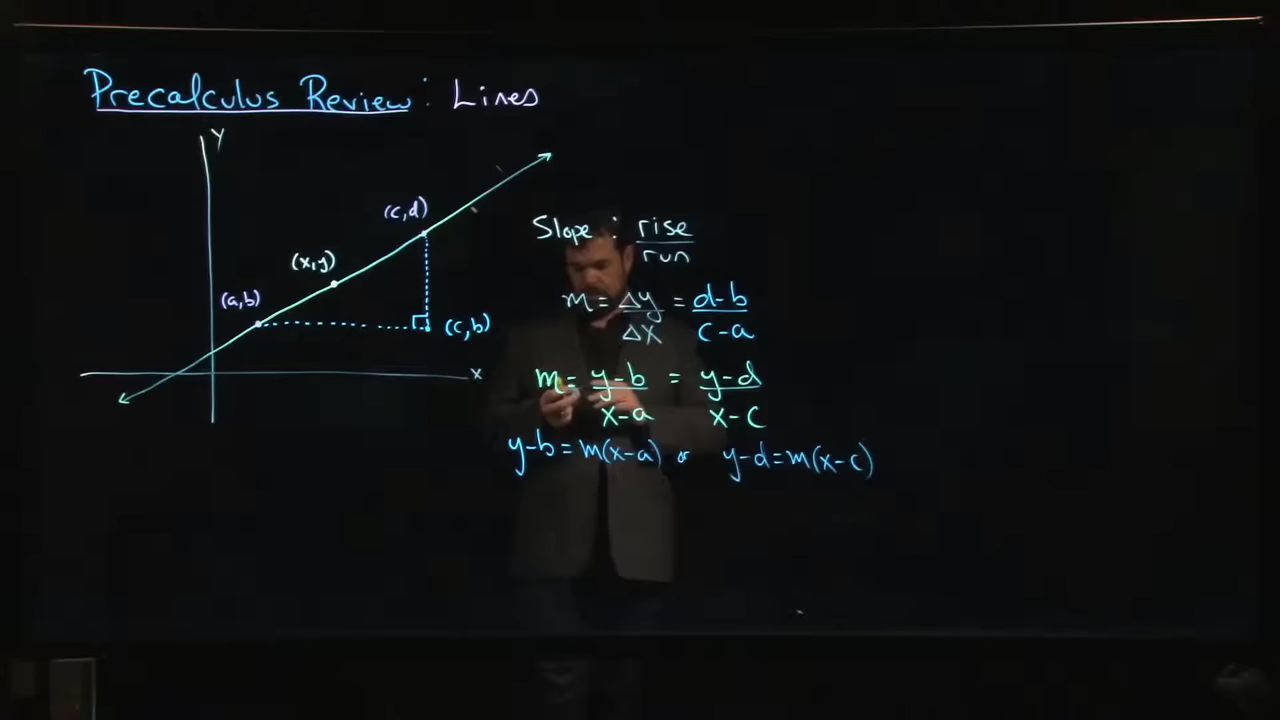 Precalculus Review: Lines
Y
(c,d)
(x,y)
(a,b)
(c,b)
x
Slope : rise/run
m = Δy/Δx = d-b/c-a
m = y-b/x-a = y-d/x-c
y-b=m(x-a) or y-d=m(x-c)